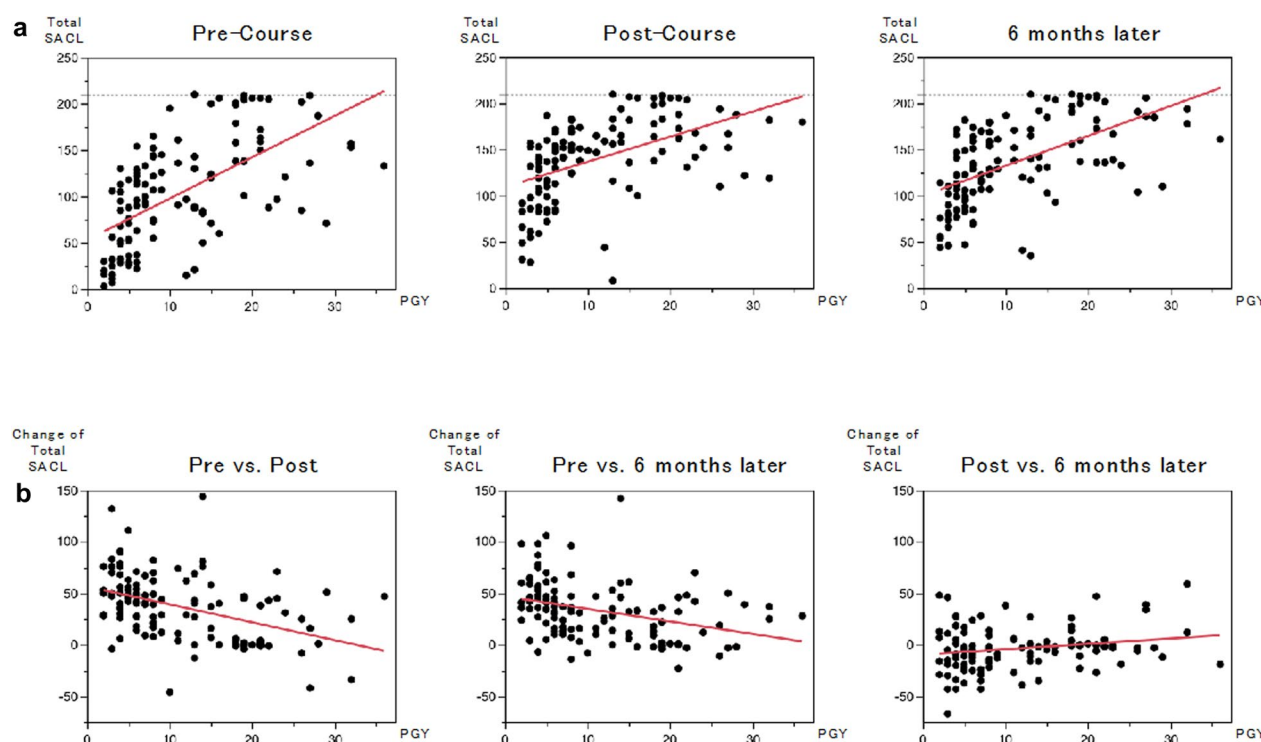 a
Total
SACL
Pre-Course
250
200
150
100
50
0
0
10
20
30
PGY
Total
SACL
Post-Course
250
200
150
100
50
0
0
10
20
30
PGY
Total
SACL
6 months later
250
200
150
100
50
0
0
10
20
30
PGY
b
Change of
Total
SACL
Pre vs. Post
150
100
50
0
-50
0
10
20
30
PGY
Change of
Total
SACL
Pre vs. 6 months later
150
100
50
0
-50
0
10
20
30
PGY
Change of
Total
SACL
Post vs. 6 months later
150
100
50
0
-50
0
10
20
30
PGY